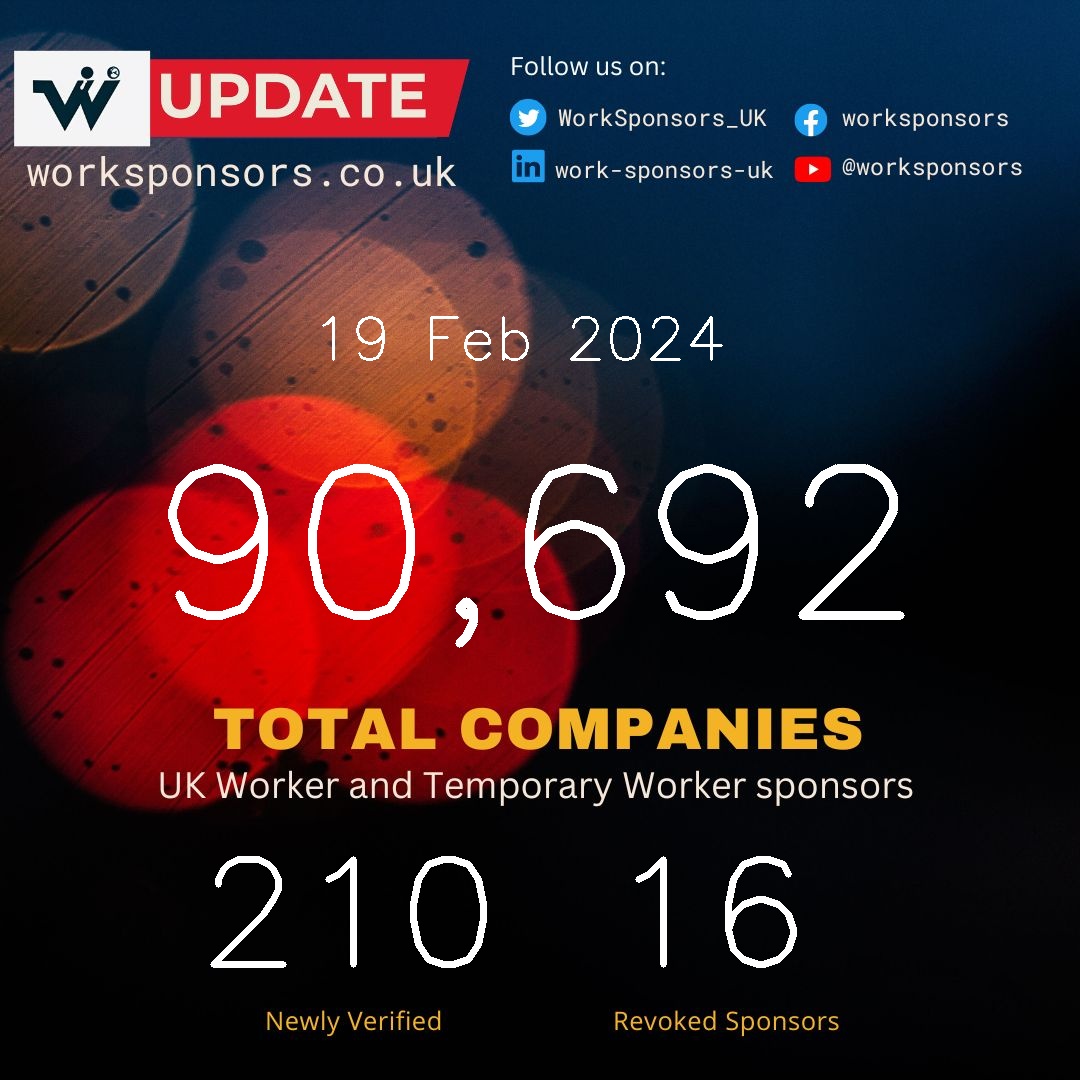 UPDATE
worksponsors.co.uk
Follow us on:
WorkSponsors_UK
worksponsors
work-sponsors-uk
@worksponsors
19 Feb 2024
90,692
TOTAL COMPANIES
UK Worker and Temporary Worker sponsors
210 16
Newly Verified Revoked Sponsors